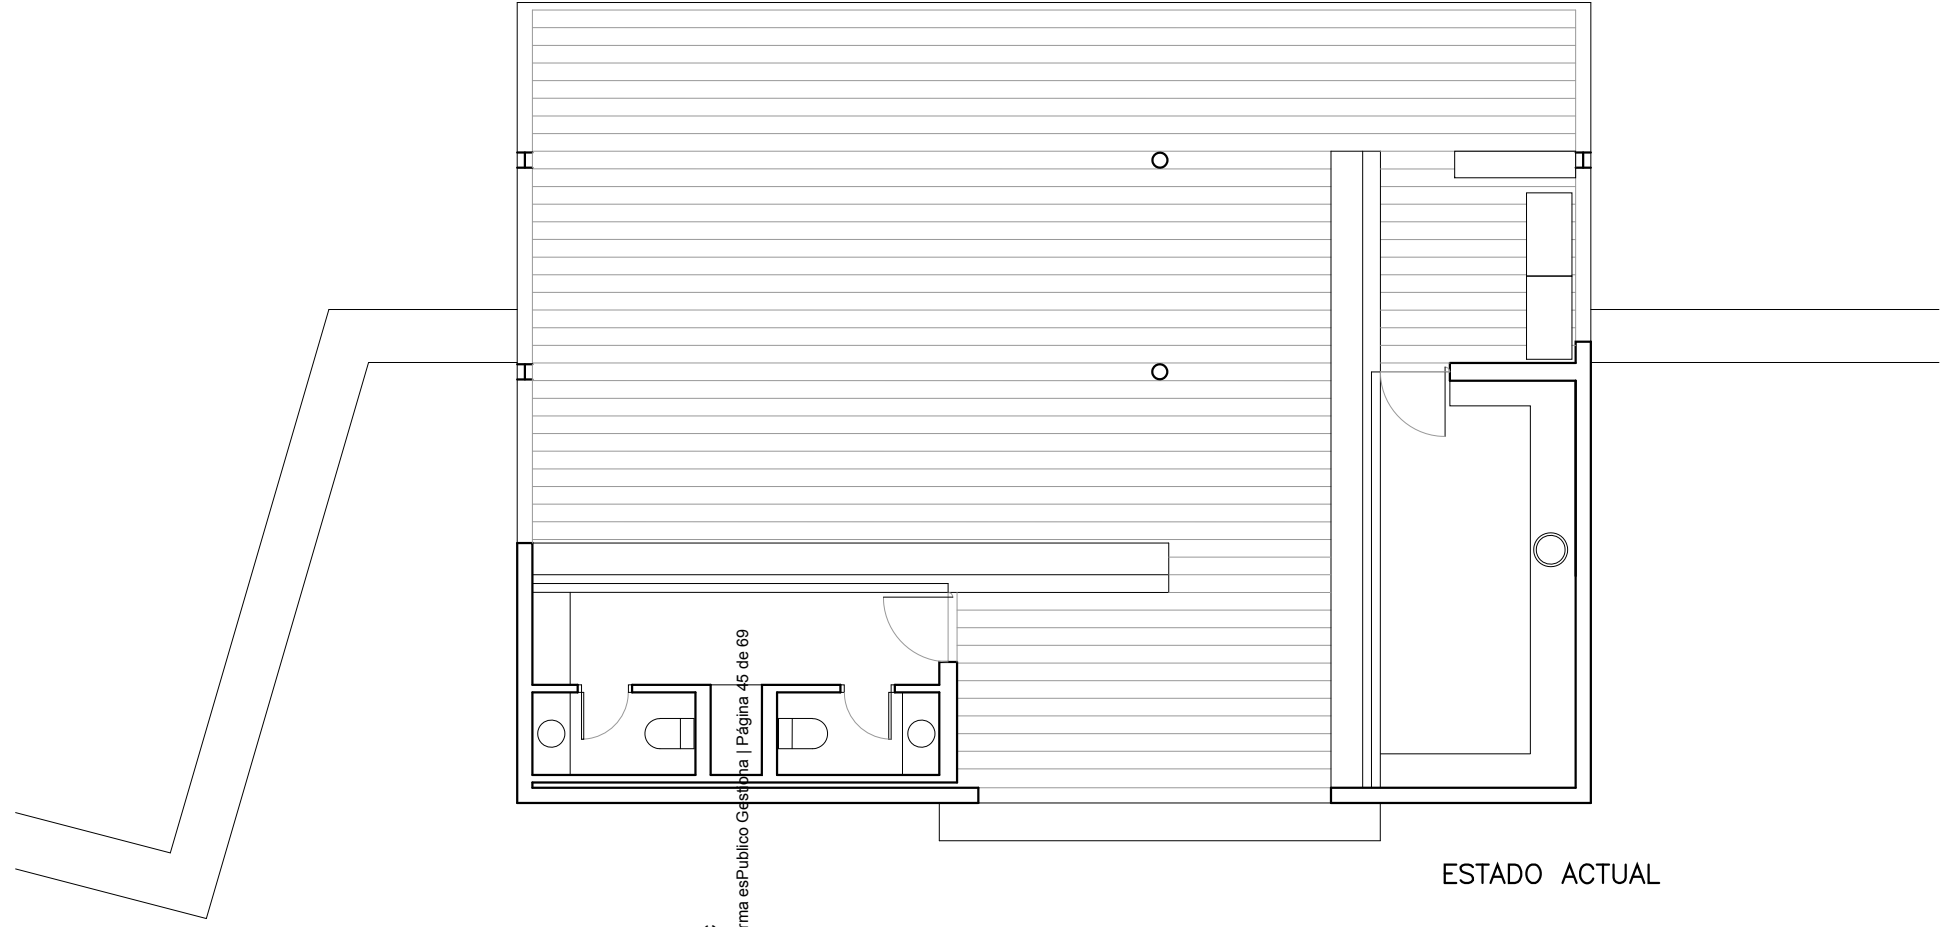 rma esPublico Gestiona | Página 45 de 69
ESTADO ACTUAL